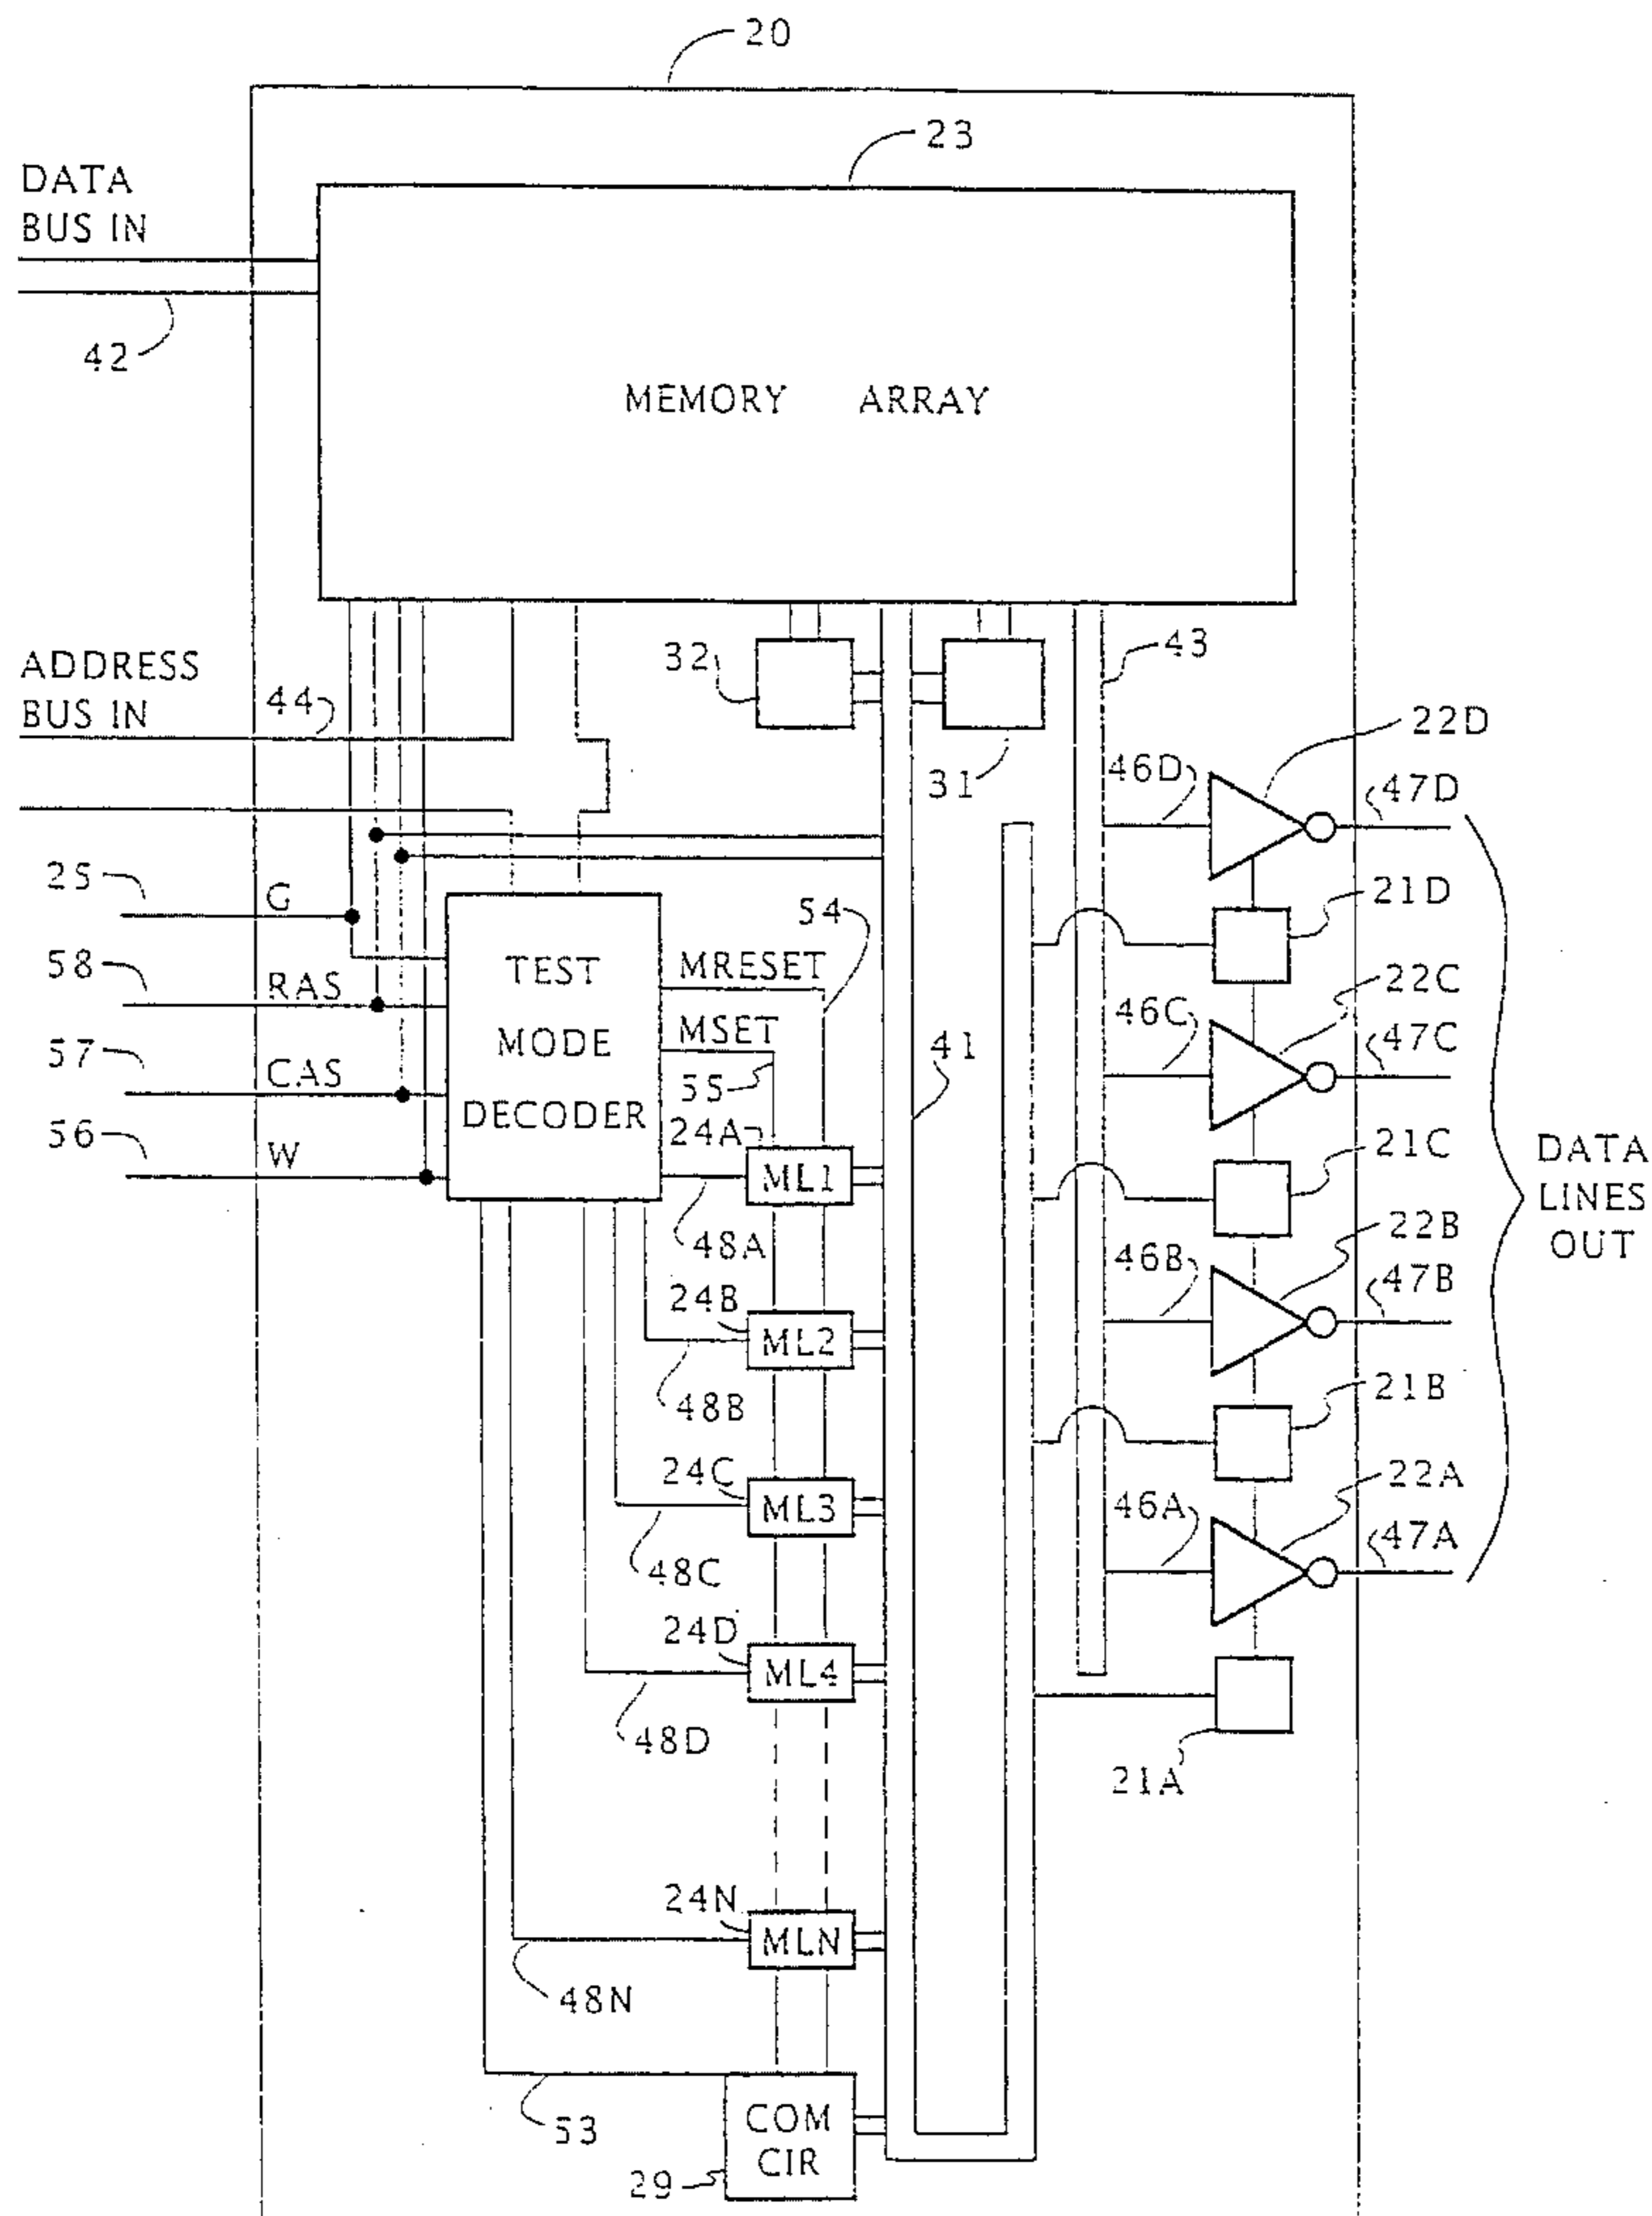 20
23
DATA
BUS IN
42
MEMORY ARRAY
ADDRESS
BUS IN
44
32
31
43
22D
46D
47D
25
G
21D
54
58
RAS
TEST
MODE
DECODER
MRESET
MSET
55
22C
46C
47C
57
CAS
41
56
W
24A
ML1
48A
21C
DATA
LINES
OUT
22B
46B
47B
24B
ML2
48B
21B
24C
ML3
48C
22A
46A
47A
24D
ML4
48D
21A
24N
MLN
48N
53
COM
CIR
29